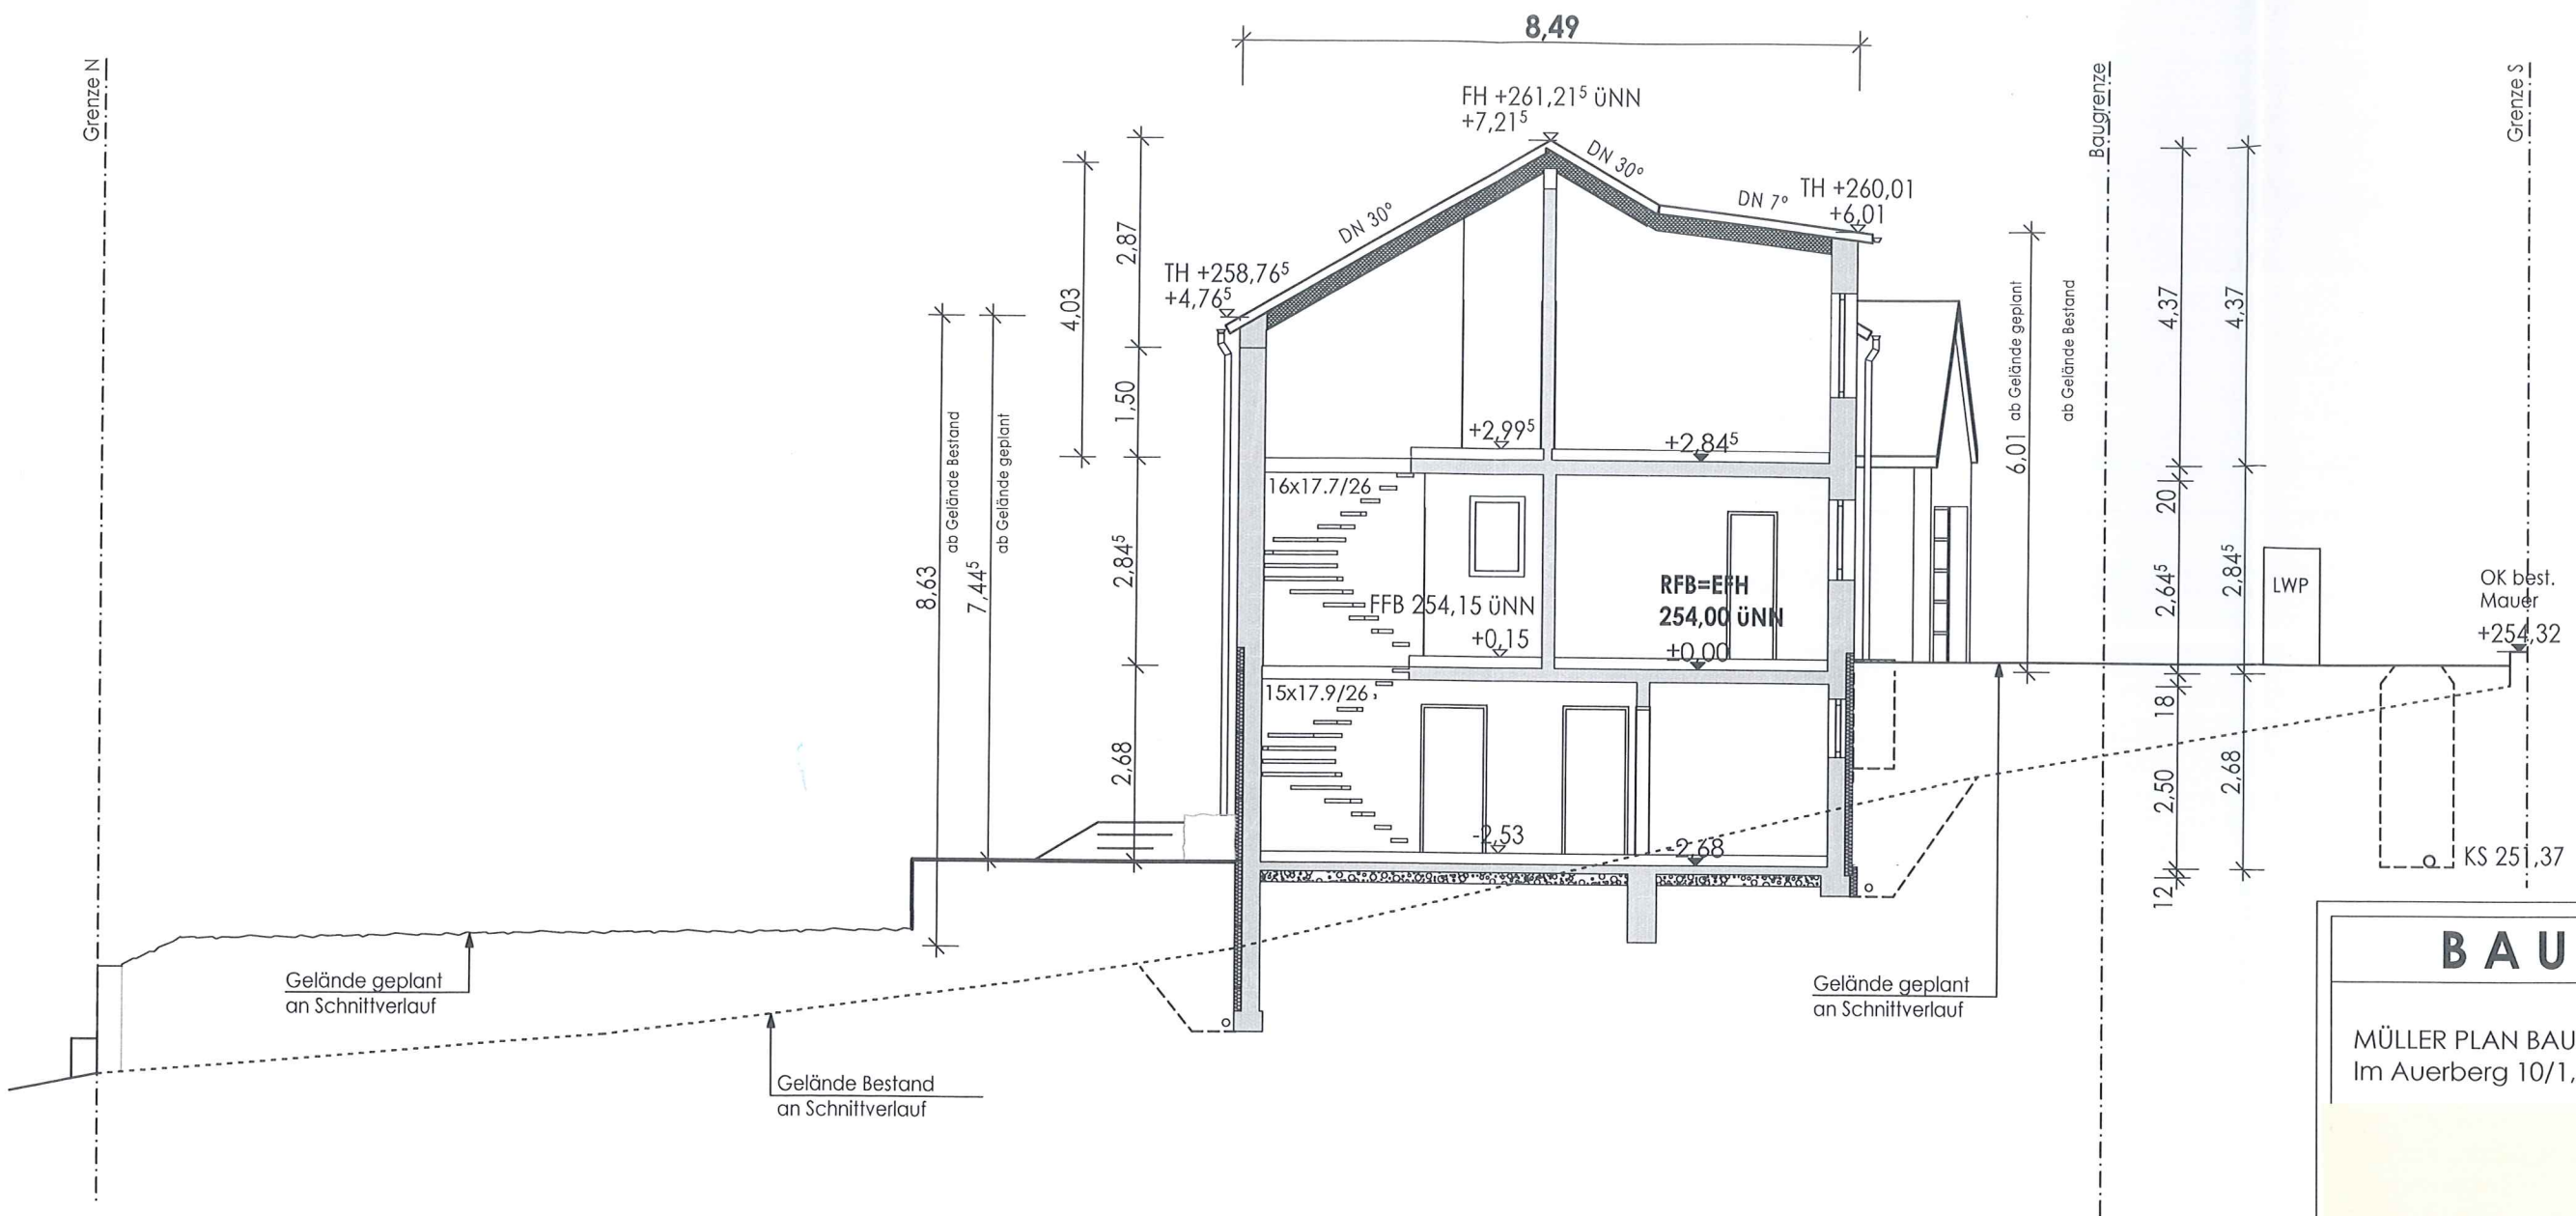 8,49
Grenze N
Baugrenze
Grenze S
FH +261,21⁵ üNN
+7,21⁵
DN 30°
DN 30°
DN 7°
TH +260,01
+6,01
TH +258,76⁵
+4,76⁵
2,87
4,03
1,50
2,84⁵
2,68
8,63
ab Gelände Bestand
7,44⁵
ab Gelände geplant
6,01 ab Gelände geplant
ab Gelände Bestand
4,37
4,37
20
2,64⁵
2,84⁵
18
2,50
2,68
12
+2,99⁵
+2,84⁵
16x17.7/26
FFB 254,15 üNN
+0,15
RFB=EFH
254,00 üNN
±0,00
15x17.9/26
-2,53
-2,68
LWP
OK best.
Mauer
+254,32
KS 251,37
Gelände geplant
an Schnittverlauf
Gelände Bestand
an Schnittverlauf
Gelände geplant
an Schnittverlauf
BAU
MÜLLER PLAN BAU
Im Auerberg 10/1,